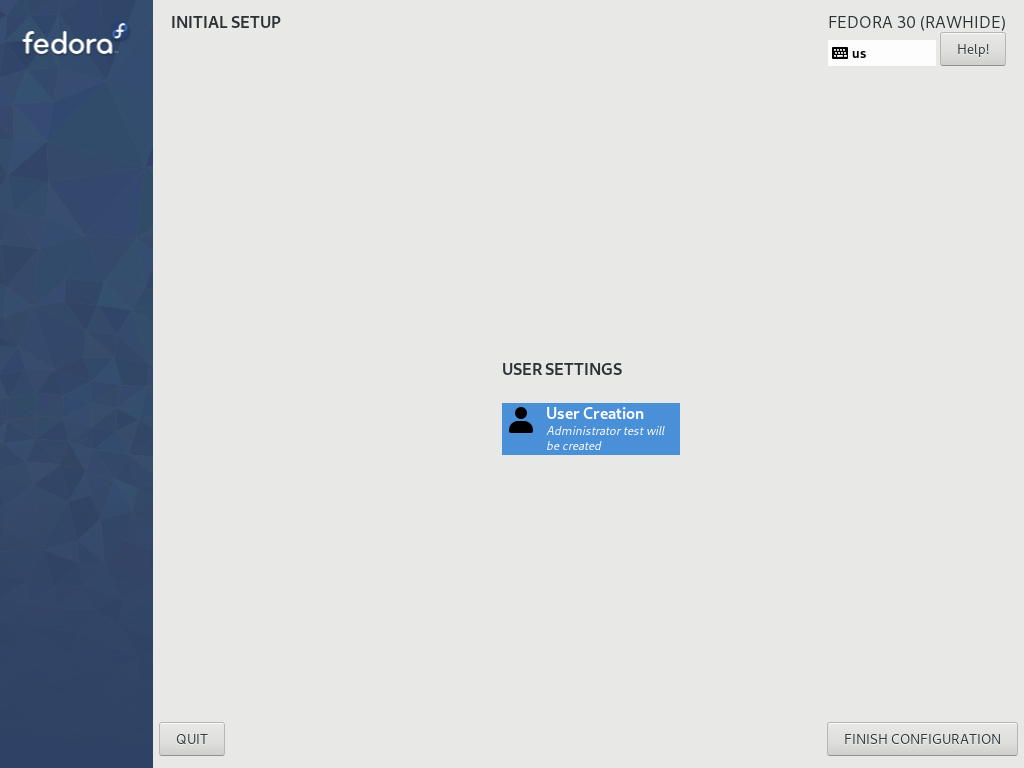 fedora
INITIAL SETUP
FEDORA 30 (RAWHIDE)
us
Help!
USER SETTINGS
User Creation
Administrator test will
be created
QUIT
FINISH CONFIGURATION